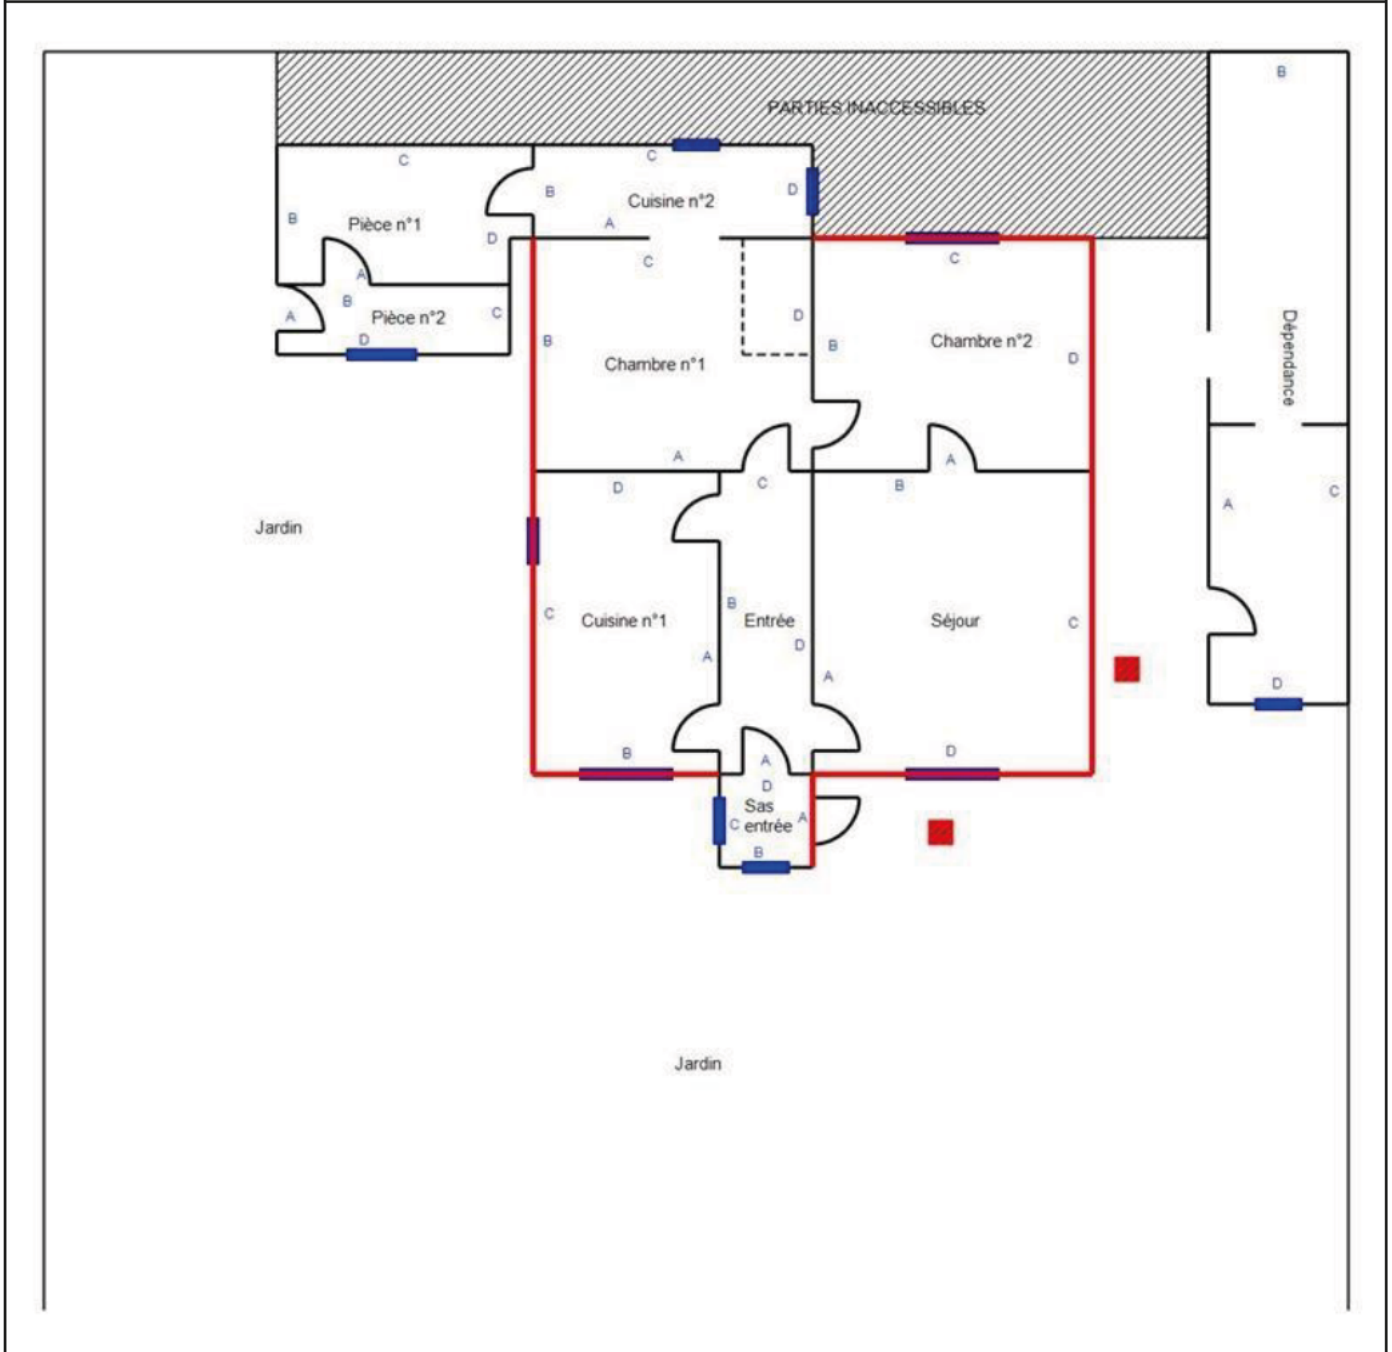 B
PARTIES INACCESSIBLES
C
C
B
D
B
Cuisine n°2
Pièce n°1
A
D
C
C
A
B
A
Pièce n°2
C
D
B
D
B
Chambre n°2
D
Chambre n°1
Dépendance
A
A
D
C
B
C
A
Jardin
B
C
Cuisine n°1
Entrée
Séjour
C
D
A
A
D
B
D
A
D
Sas
entrée
C
A
B
Jardin